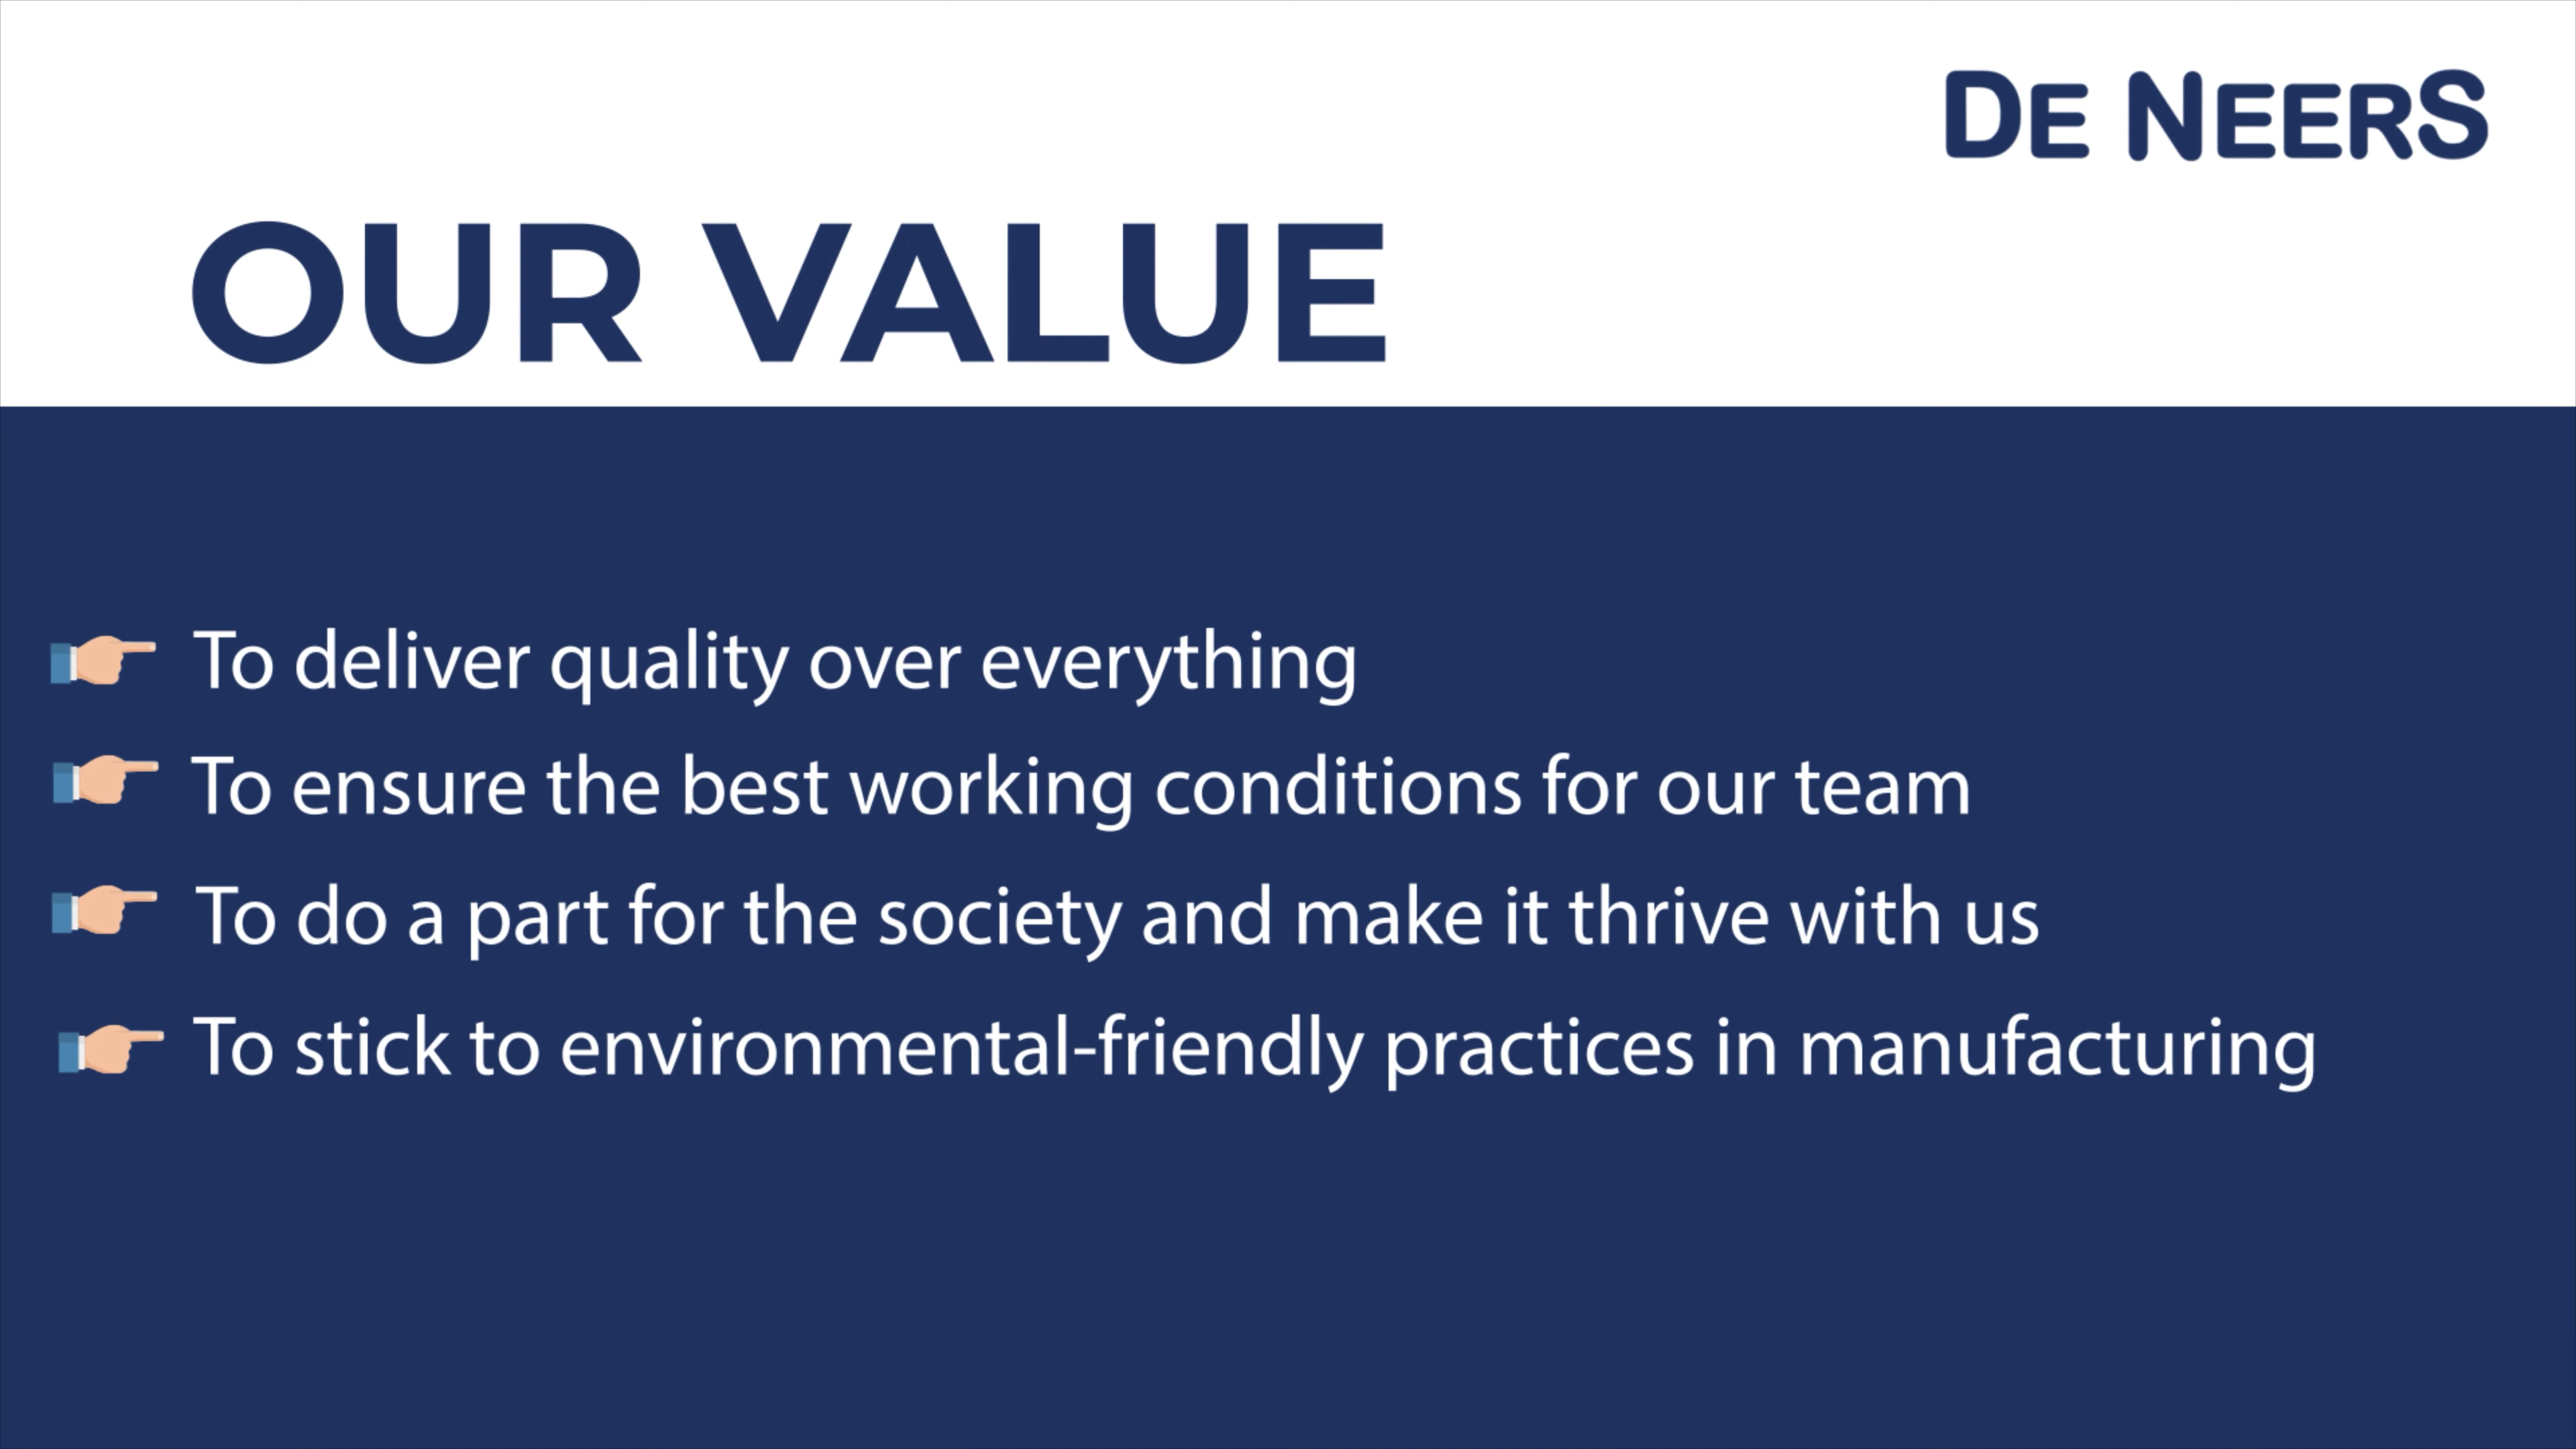 DE NEERS
OUR VALUE
To deliver quality over everything
To ensure the best working conditions for our team
To do a part for the society and make it thrive with us
To stick to environmental-friendly practices in manufacturing